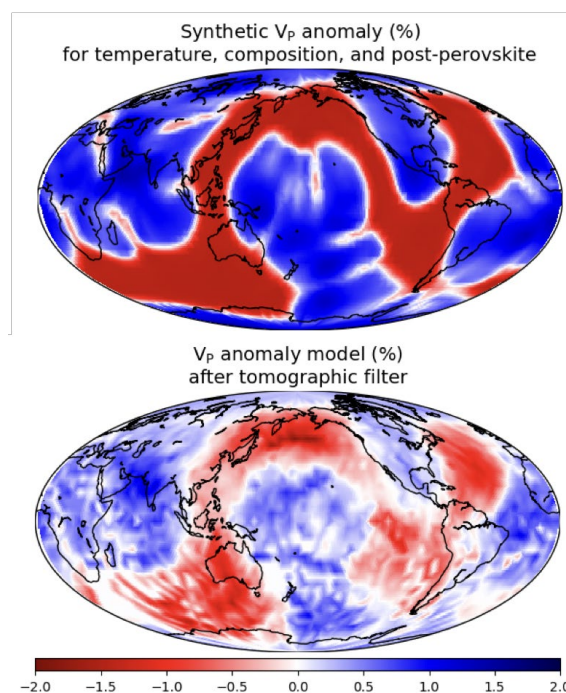 Synthetic V_P anomaly (%)
for temperature, composition, and post-perovskite
V_P anomaly model (%)
after tomographic filter
−2.0 −1.5 −1.0 −0.5 0.0 0.5 1.0 1.5 2.0